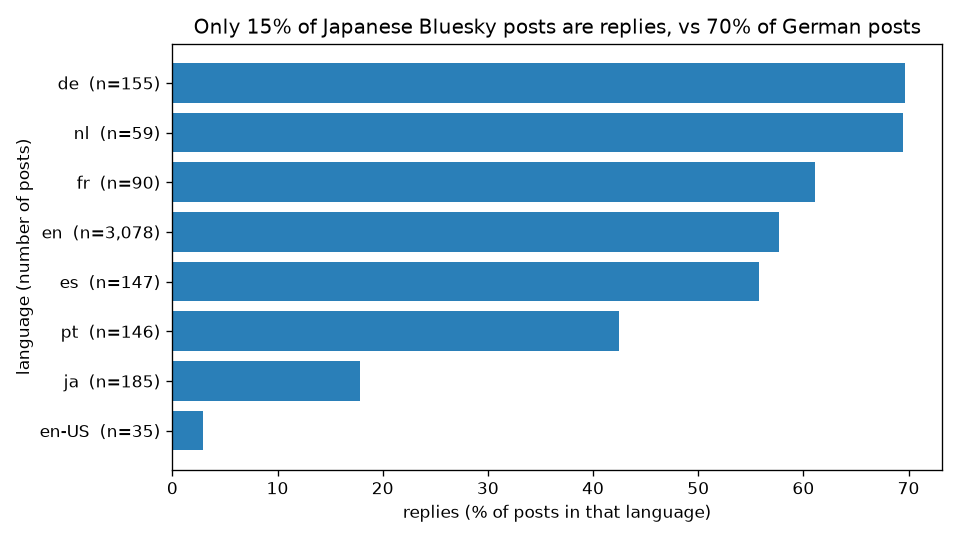 Only 15% of Japanese Bluesky posts are replies, vs 70% of German posts
language (number of posts)
de (n=155)
nl (n=59)
fr (n=90)
en (n=3,078)
es (n=147)
pt (n=146)
ja (n=185)
en-US (n=35)
0 10 20 30 40 50 60 70
replies (% of posts in that language)